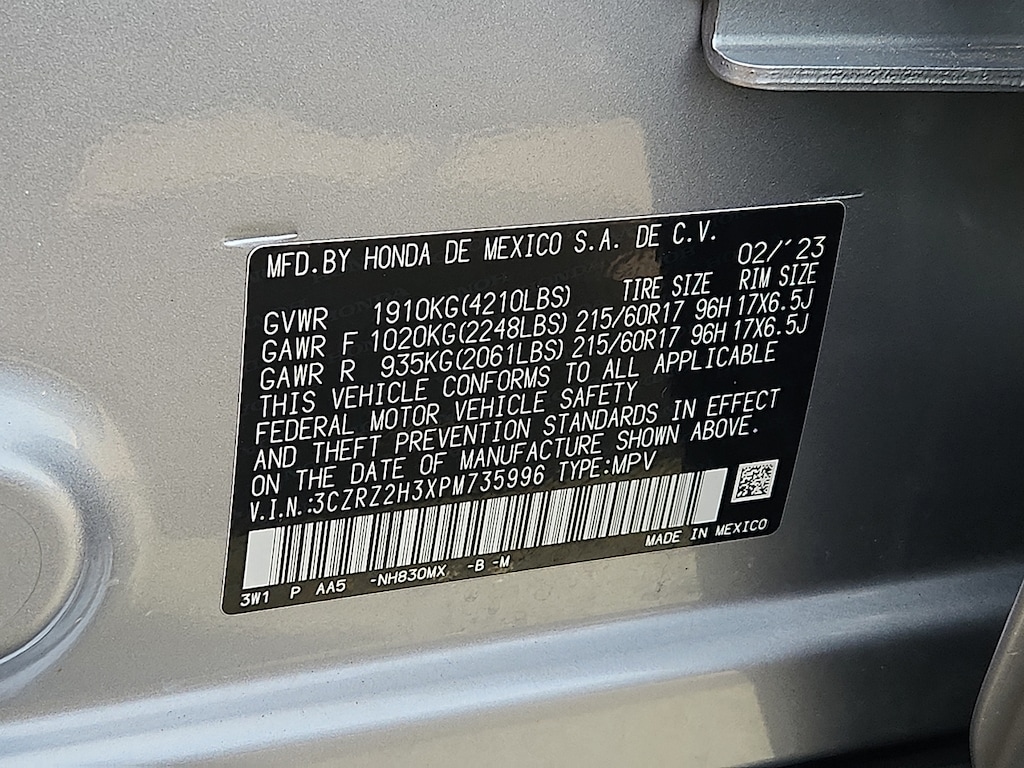 MFD.BY HONDA DE MEXICO S.A. DE C.V.
02/'23
GVWR 1910KG(4210LBS) TIRE SIZE RIM SIZE
GAWR F 1020KG(2248LBS) 215/60R17 96H 17X6.5J
GAWR R 935KG(2061LBS) 215/60R17 96H 17X6.5J
THIS VEHICLE CONFORMS TO ALL APPLICABLE
FEDERAL MOTOR VEHICLE SAFETY
AND THEFT PREVENTION STANDARDS IN EFFECT
ON THE DATE OF MANUFACTURE SHOWN ABOVE.
V.I.N.:3CZRZ2H3XPM735996 TYPE:MPV
MADE IN MEXICO
3W1 P AA5 -NH830MX -B -M